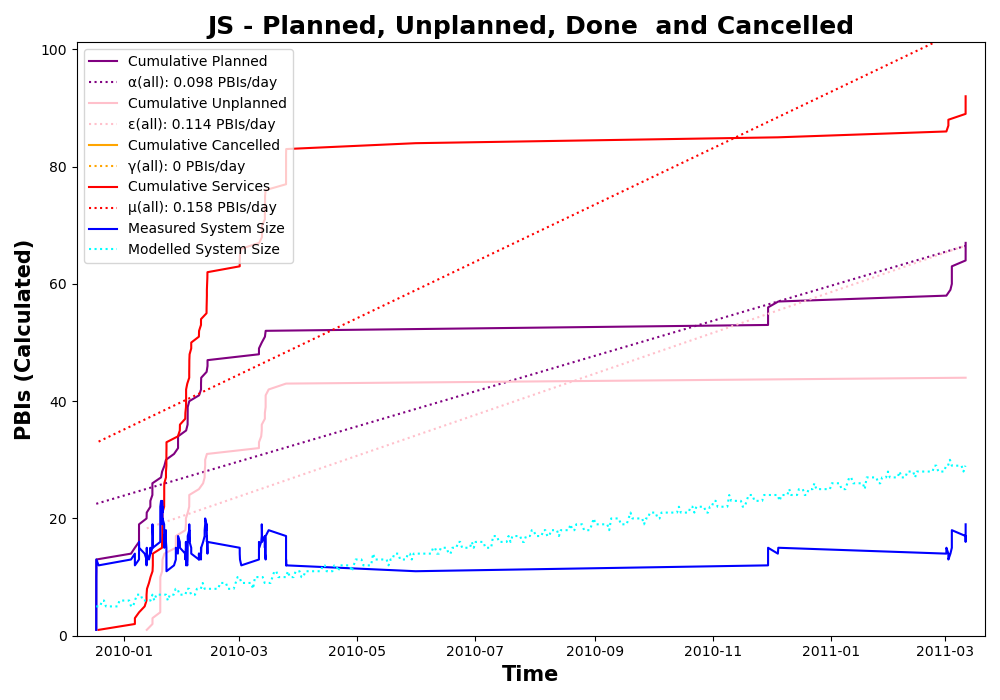 JS - Planned, Unplanned, Done  and Cancelled
100
80
60
40
20
0
PBIs (Calculated)
Cumulative Planned
α(all): 0.098 PBIs/day
Cumulative Unplanned
ε(all): 0.114 PBIs/day
Cumulative Cancelled
γ(all): 0 PBIs/day
Cumulative Services
μ(all): 0.158 PBIs/day
Measured System Size
Modelled System Size
2010-01 2010-03 2010-05 2010-07 2010-09 2010-11 2011-01 2011-03
Time